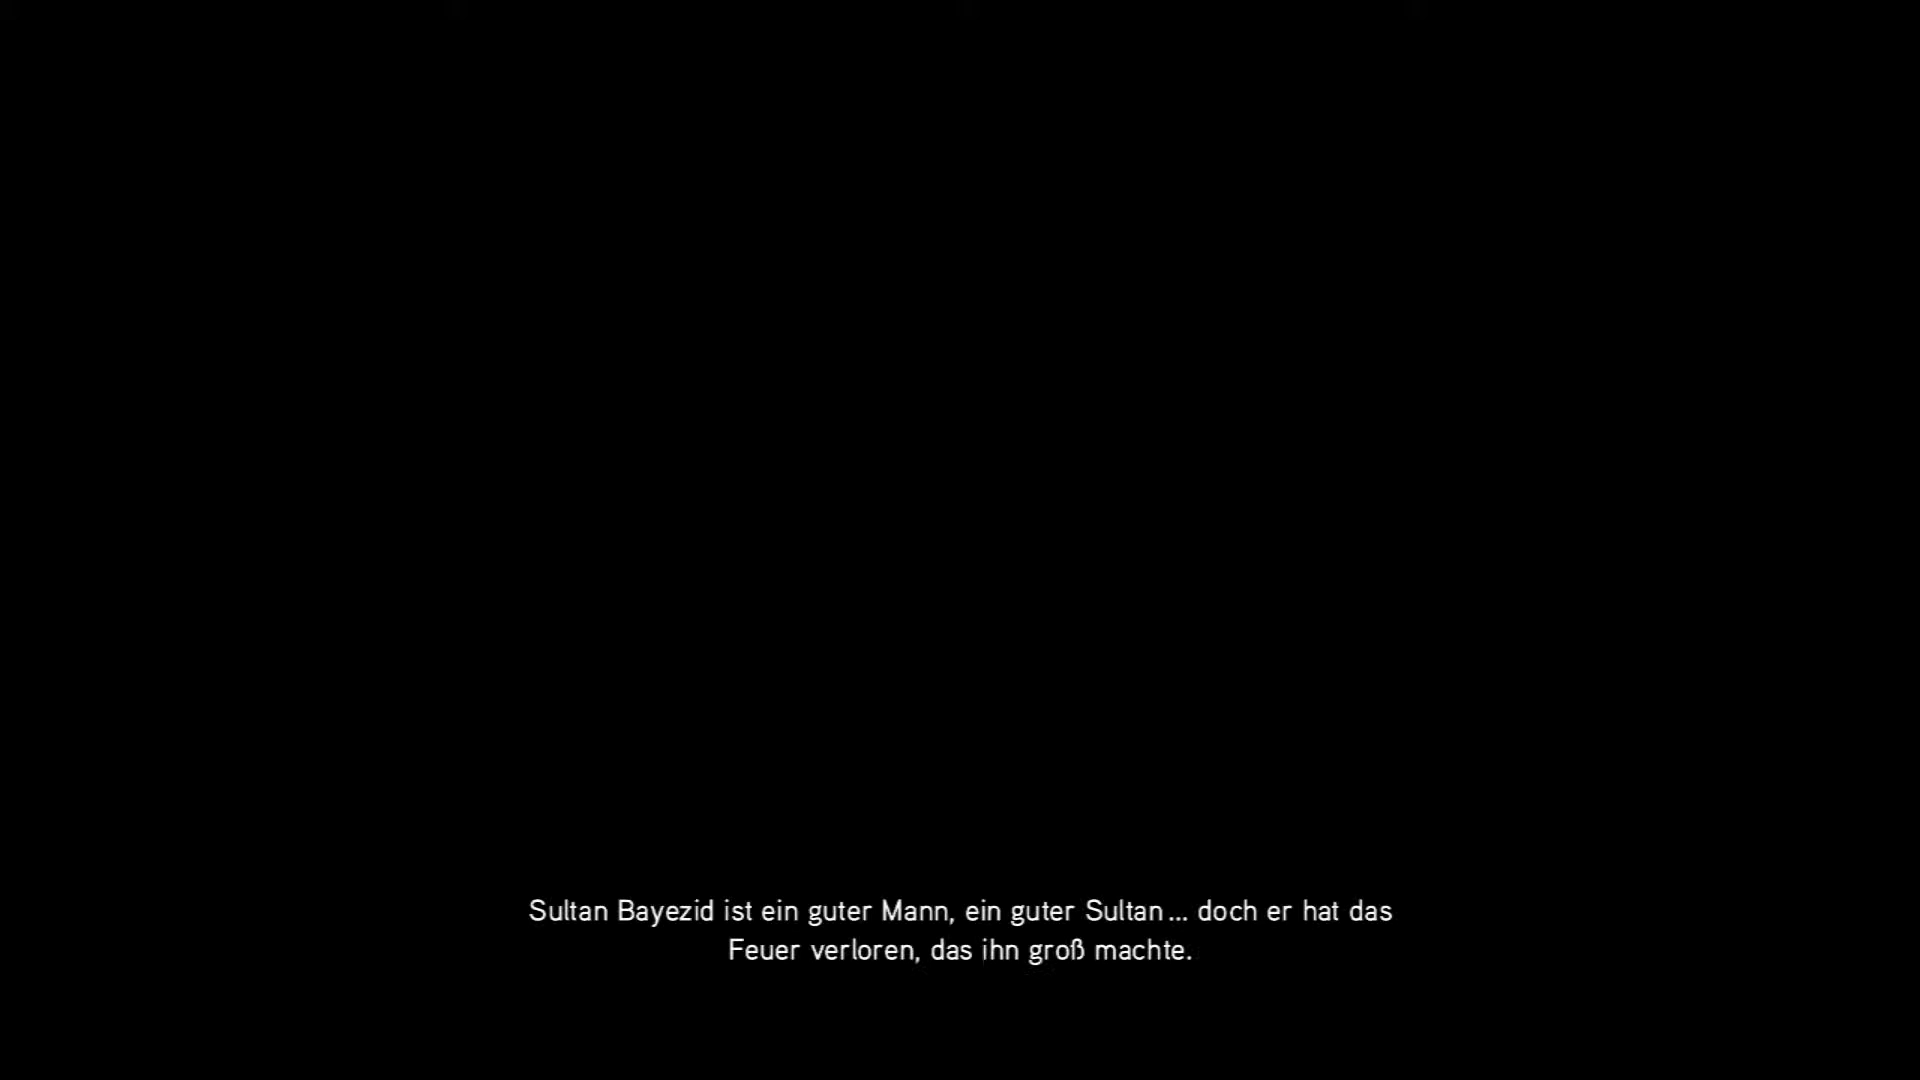 Sultan Bayezid ist ein guter Mann, ein guter Sultan... doch er hat das
Feuer verloren, das ihn groß machte.